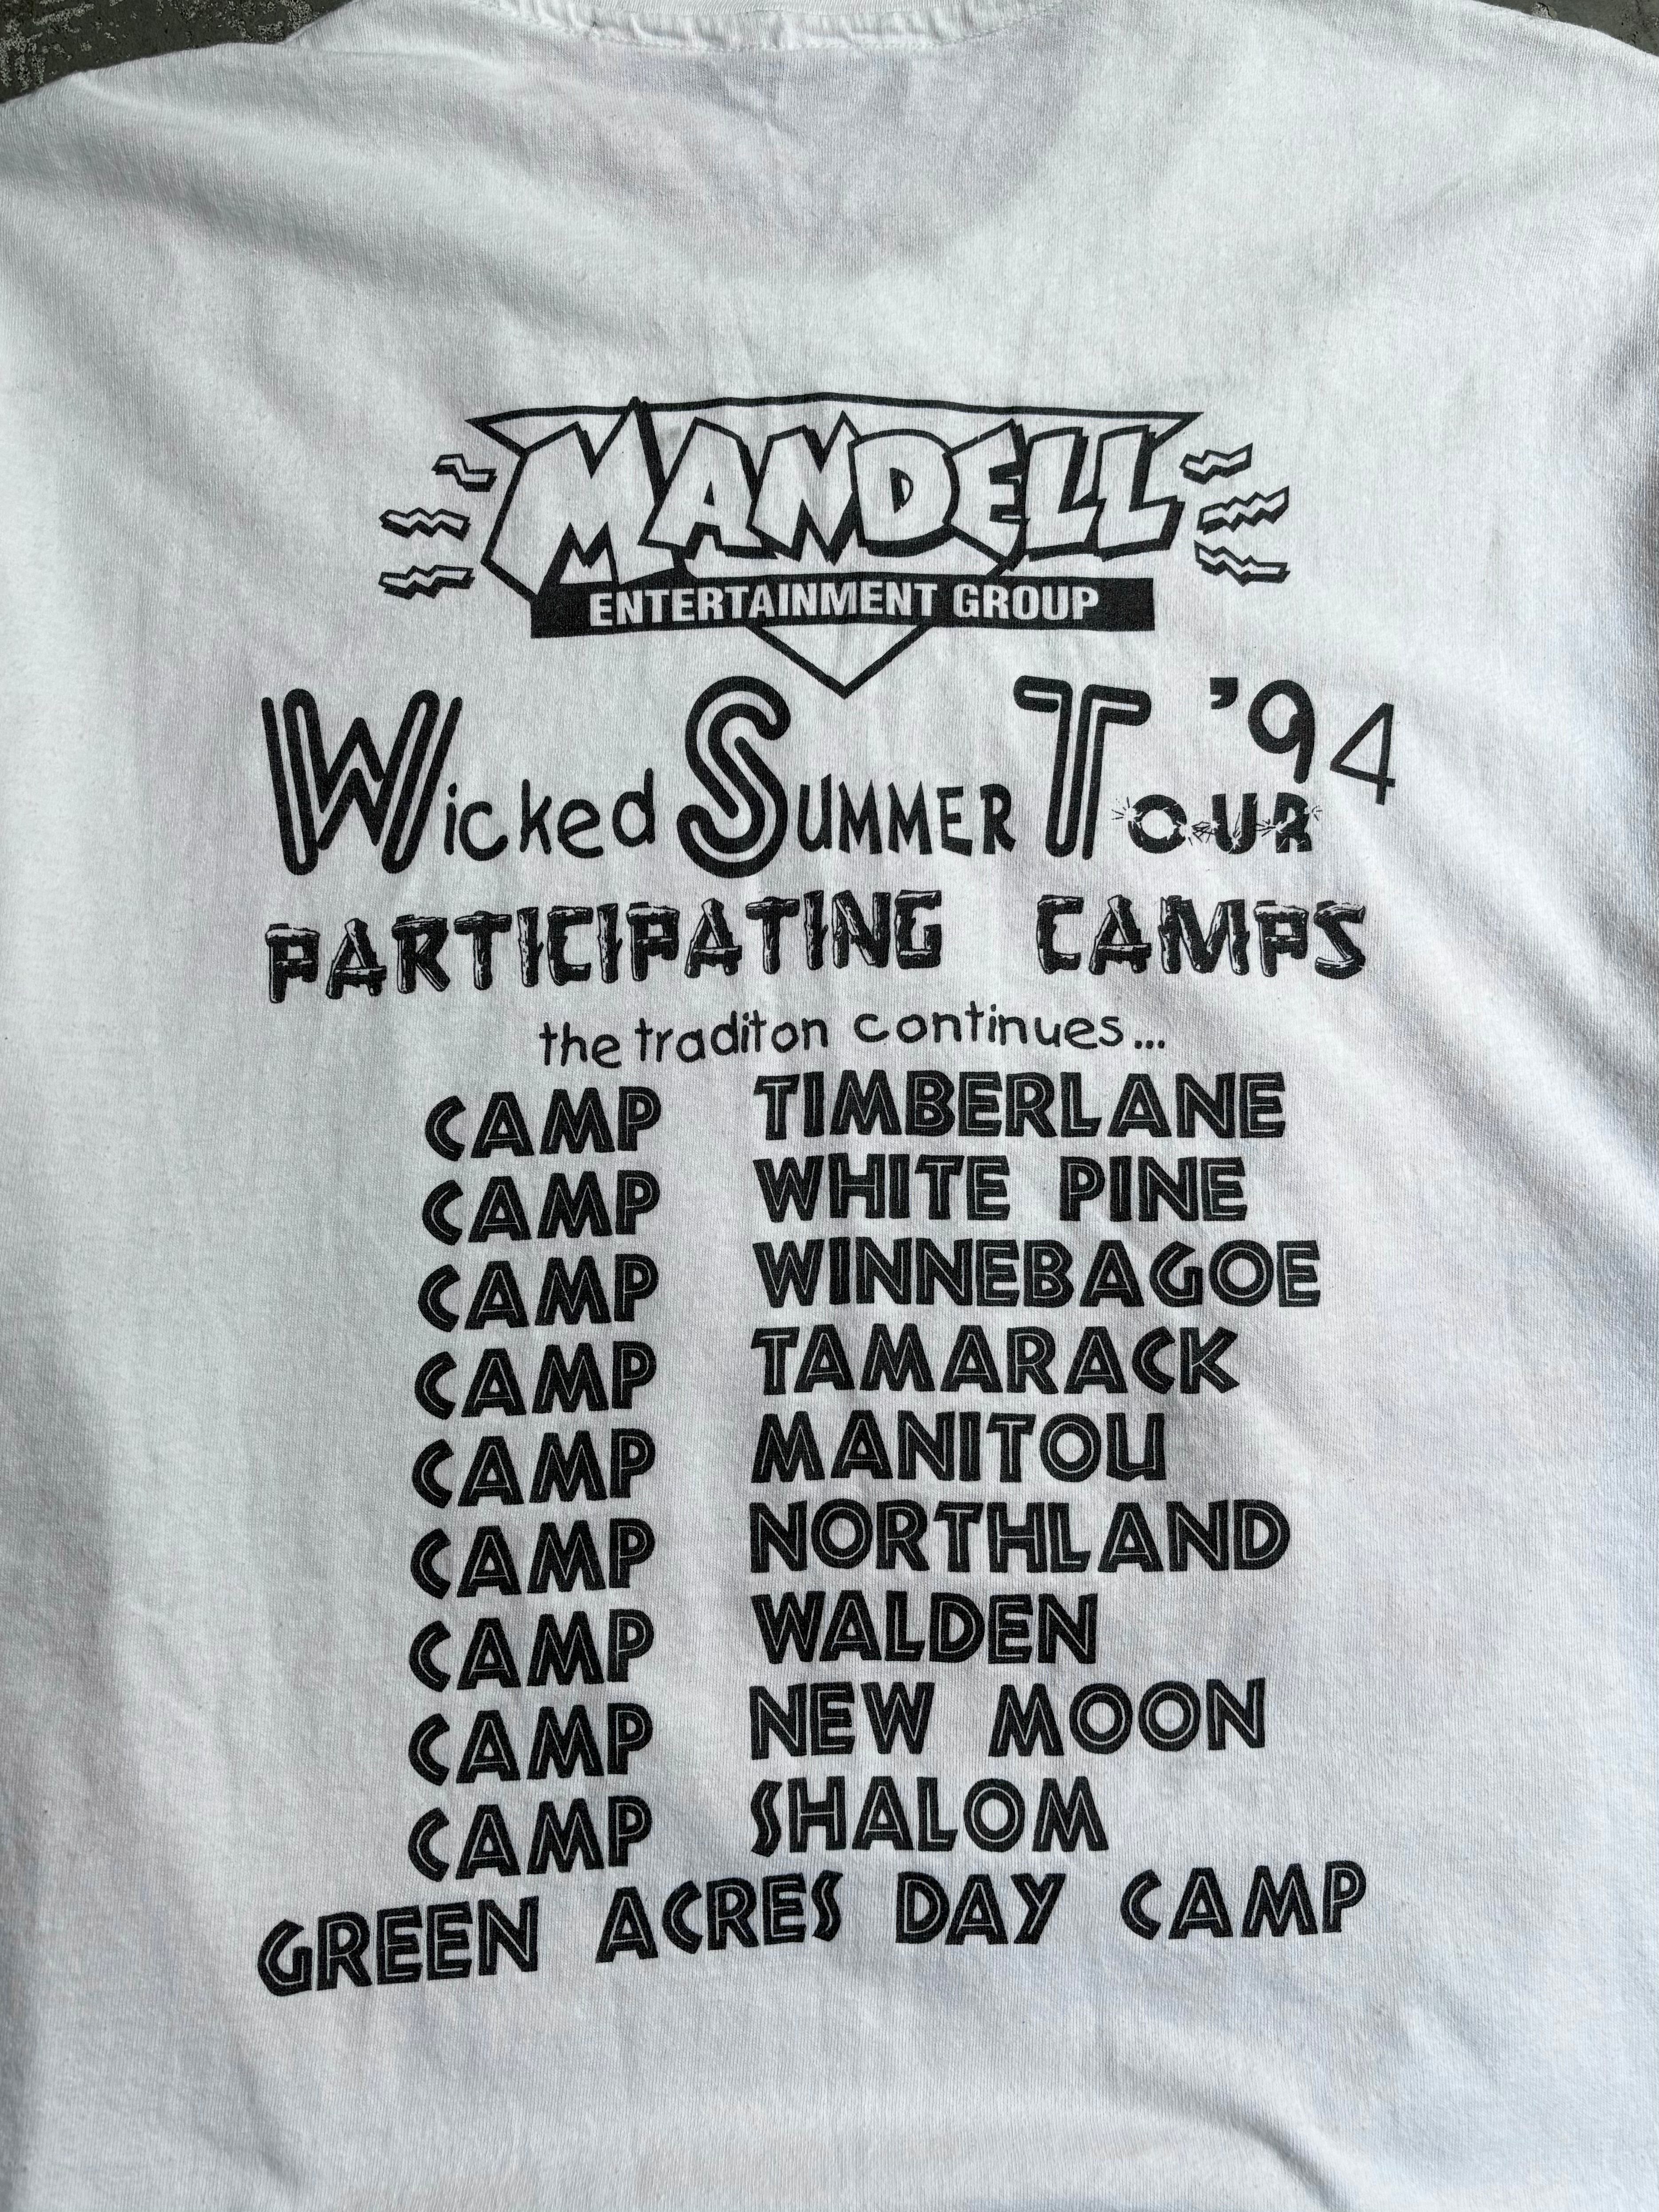 MANDELL
ENTERTAINMENT GROUP
Wicked SUMMER TOUR '94
PARTICIPATING CAMPS
the traditon continues...
CAMP TIMBERLANE
CAMP WHITE PINE
CAMP WINNEBAGOE
CAMP TAMARACK
CAMP MANITOU
CAMP NORTHLAND
CAMP WALDEN
CAMP NEW MOON
CAMP SHALOM
GREEN ACRES DAY CAMP